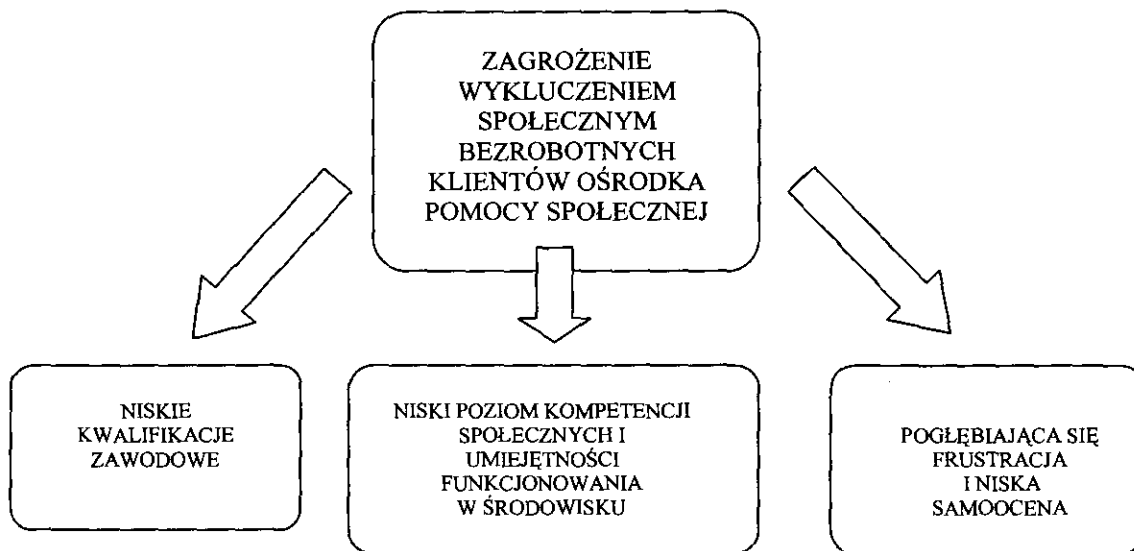 ZAGROŻENIE
WYKLUCZENIEM
SPOŁECZNYM
BEZROBOTNYCH
KLIENTÓW OŚRODKA
POMOCY SPOŁECZNEJ
NISKIE
KWALIFIKACJE
ZAWODOWE
NISKI POZIOM KOMPETENCJI
SPOŁECZNYCH I
UMIEJĘTNOŚCI
FUNKCJONOWANIA
W ŚRODOWISKU
POGŁĘBIAJĄCA SIĘ
FRUSTRACJA
I NISKA
SAMOOCENA